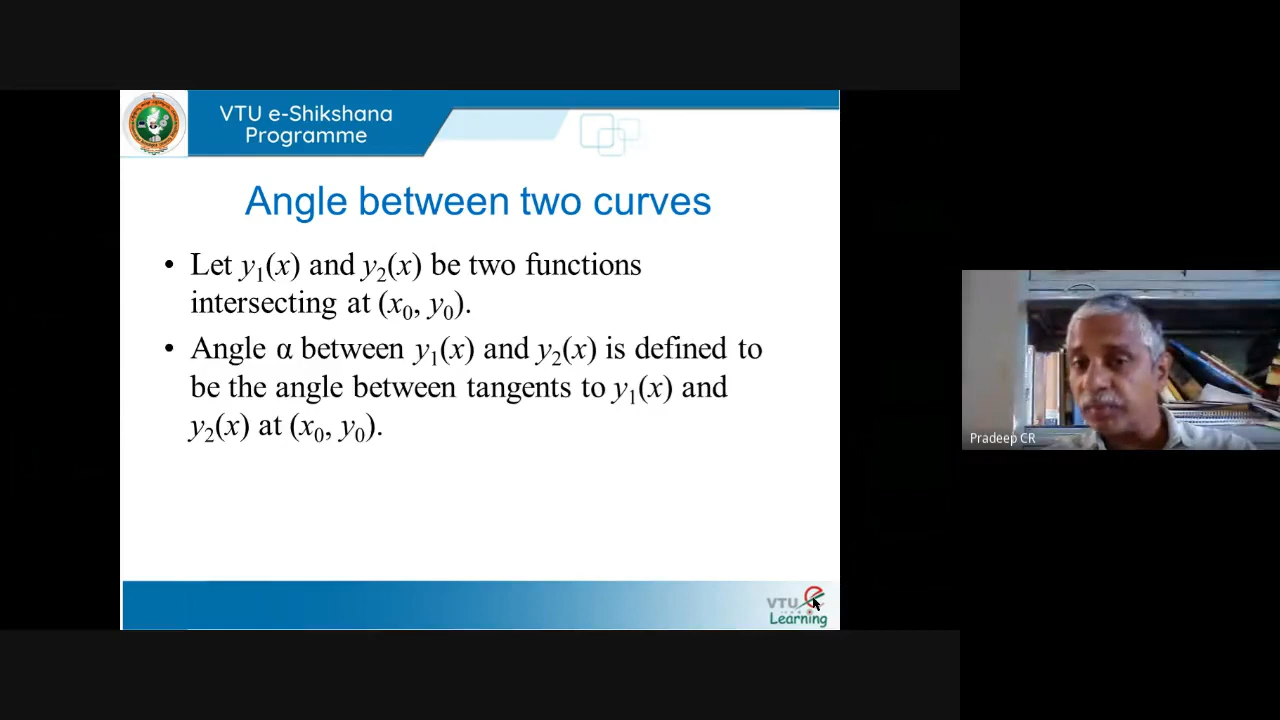 VTU e-Shikshana
Programme
Angle between two curves
• Let y₁(x) and y₂(x) be two functions
intersecting at (x₀, y₀).
• Angle α between y₁(x) and y₂(x) is defined to
be the angle between tangents to y₁(x) and
y₂(x) at (x₀, y₀).
Pradeep CR
VTU e
Learning